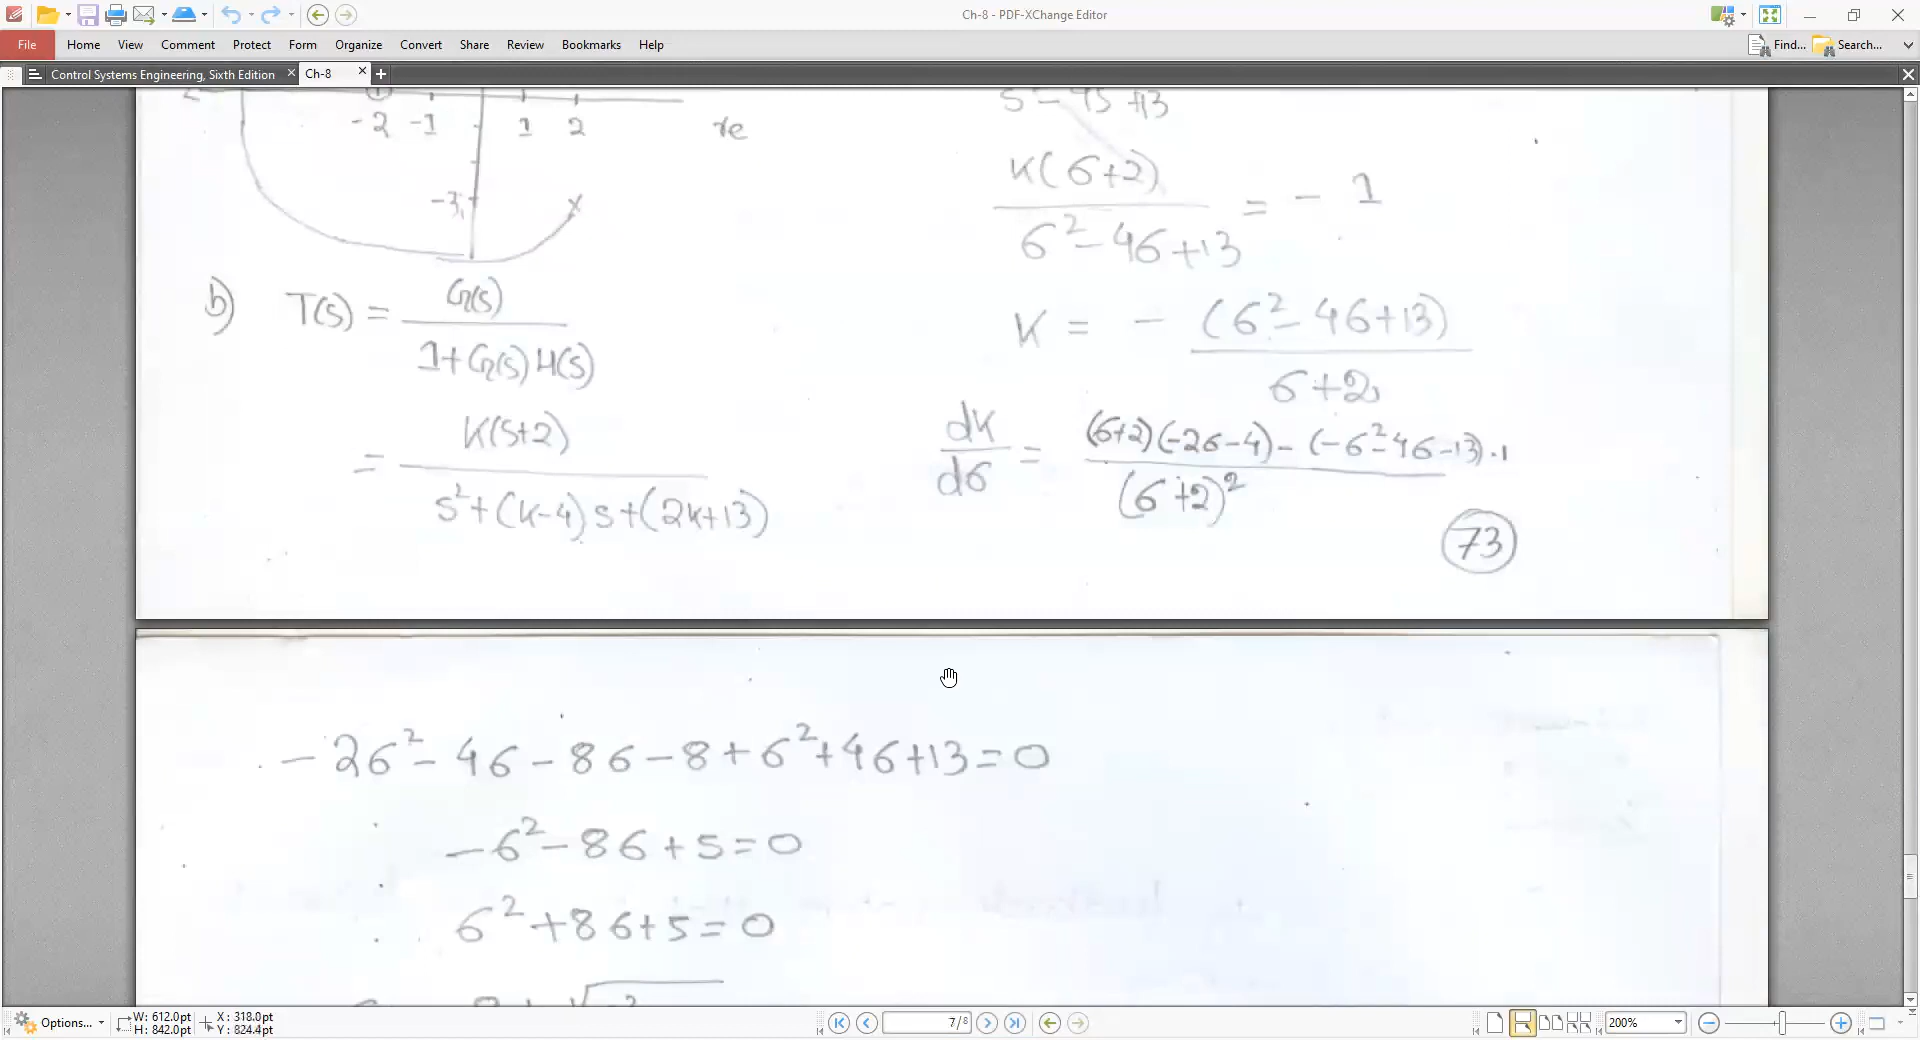 Ch-8 - PDF-XChange Editor
File Home View Comment Protect Form Organize Convert Share Review Bookmarks Help
Find... Search...
Control Systems Engineering, Sixth Edition Ch-8
-2 -1 1 2 re
-3
b) T(s) = G(s) / 1+G(s)H(s)
= K(s+2) / s²+(K-4)s+(2K+13)
s²-4s+13
K(σ+2) / σ²-4σ+13 = -1
K = -(σ²-4σ+13) / σ+2
dK/dσ = (σ+2)(-2σ-4)-(-σ²-4σ-13)·1 / (σ+2)²
73
-2σ²-4σ-8σ-8+σ²+4σ+13=0
-σ²-8σ+5=0
σ²+8σ+5=0
Options...
W: 612.0pt
H: 842.0pt
X: 318.0pt
Y: 824.4pt
7/8
200%